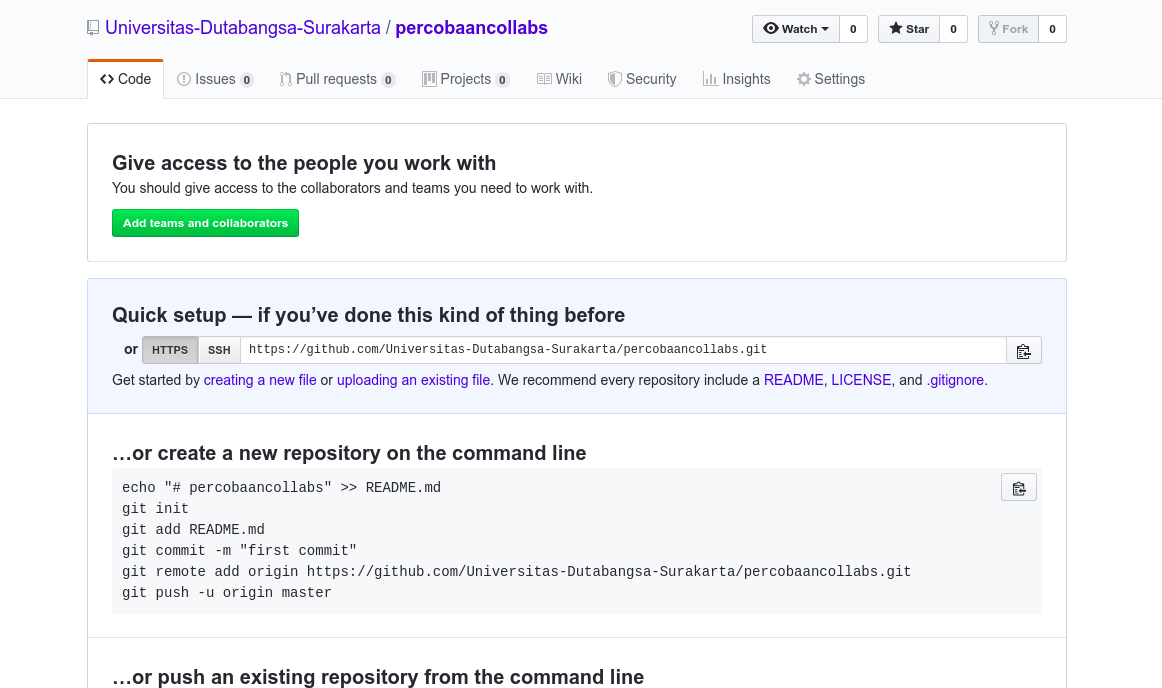 Universitas-Dutabangsa-Surakarta / percobaancollabs
Watch 0 Star 0 Fork 0
Code Issues 0 Pull requests 0 Projects 0 Wiki Security Insights Settings
Give access to the people you work with
You should give access to the collaborators and teams you need to work with.
Add teams and collaborators
Quick setup — if you’ve done this kind of thing before
or HTTPS SSH https://github.com/Universitas-Dutabangsa-Surakarta/percobaancollabs.git
Get started by creating a new file or uploading an existing file. We recommend every repository include a README, LICENSE, and .gitignore.
…or create a new repository on the command line
echo "# percobaancollabs" >> README.md
git init
git add README.md
git commit -m "first commit"
git remote add origin https://github.com/Universitas-Dutabangsa-Surakarta/percobaancollabs.git
git push -u origin master
…or push an existing repository from the command line